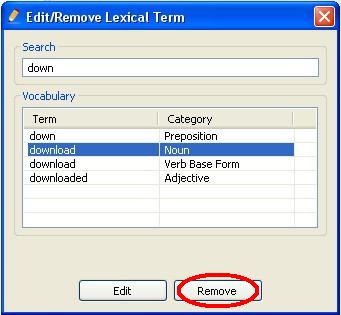 Edit/Remove Lexical Term
Search
down
Vocabulary
Term Category
down Preposition
download Noun
download Verb Base Form
downloaded Adjective
Edit Remove